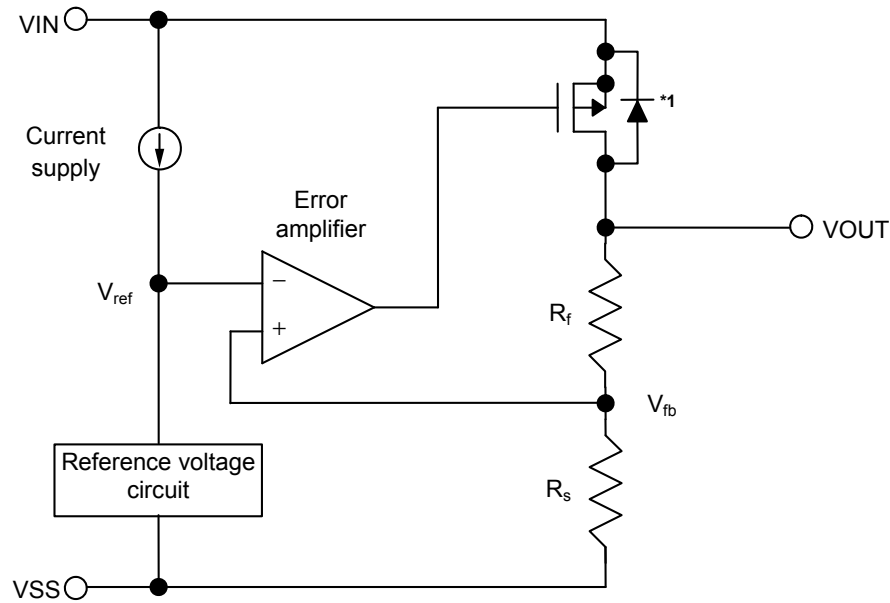 VIN
*1
Current
supply
Error
amplifier
VOUT
Vref
−
+
Rf
Vfb
Reference voltage
circuit
Rs
VSS